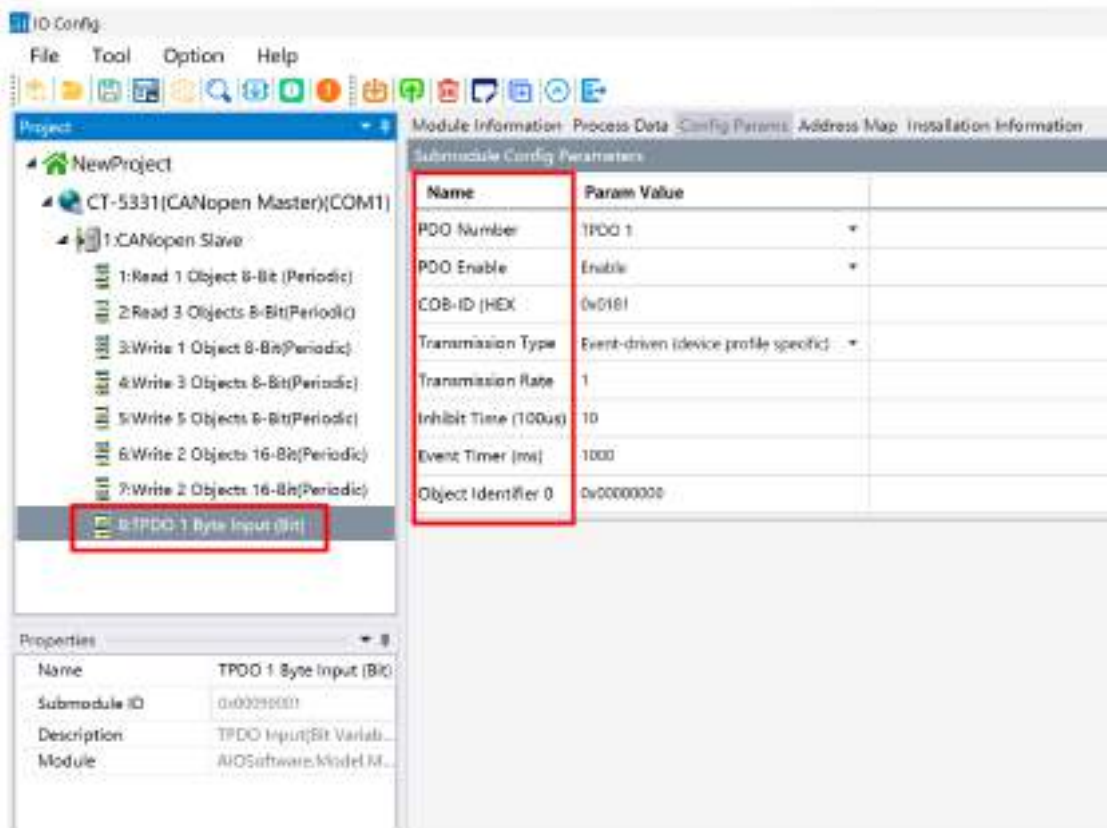 IO Config
File Tool Option Help
Project
Module Information Process Data Config Params Address Map Installation Information
NewProject
CT-5331(CANopen Master)(COM1)
1:CANopen Slave
1:Read 1 Object 8-Bit (Periodic)
2:Read 3 Objects 8-Bit(Periodic)
3:Write 1 Object 8-Bit(Periodic)
4:Write 3 Objects 8-Bit(Periodic)
5:Write 5 Objects 8-Bit(Periodic)
6:Write 2 Objects 16-Bit(Periodic)
7:Write 2 Objects 16-Bit(Periodic)
8:TPDO 1 Byte Input (Bit)
Submodule Config Parameters
Name Param Value
PDO Number TPDO 1
PDO Enable Enable
COB-ID (HEX 0x0181
Transmission Type Event-driven (device profile specific)
Transmission Rate 1
Inhibit Time (100us) 10
Event Timer (ms) 1000
Object Identifier 0 0x00000000
Properties
Name TPDO 1 Byte Input (Bit)
Submodule ID
Description TPDO Input(Bit Variab...
Module AIOSoftware.Model.M...